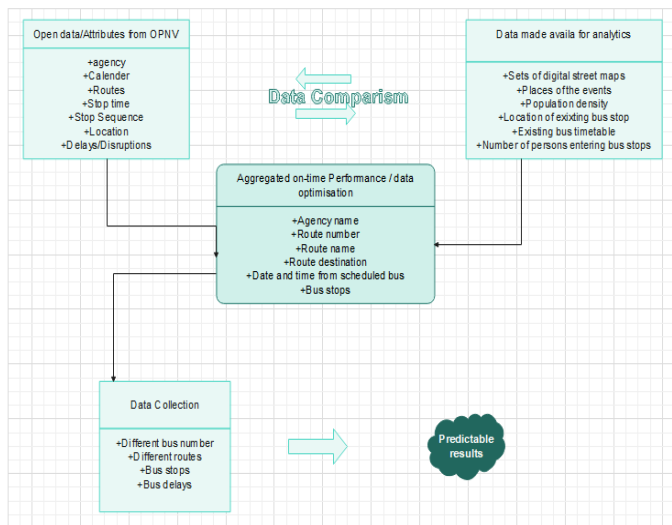 Open data/Attributes from OPNV
+agency
+Calender
+Routes
+Stop time
+Stop Sequence
+Location
+Delays/Disruptions
Data Comparism
Data made availa for analytics
+Sets of digital street maps
+Places of the events
+Population density
+Location of exixting bus stop
+Existing bus timetable
+Number of persons entering bus stops
Aggregated on-time Performance / data
optimisation
+Agency name
+Route number
+Route name
+Route destination
+Date and time from scheduled bus
+Bus stops
Data Collection
+Different bus number
+Different routes
+Bus stops
+Bus delays
Predictable
results